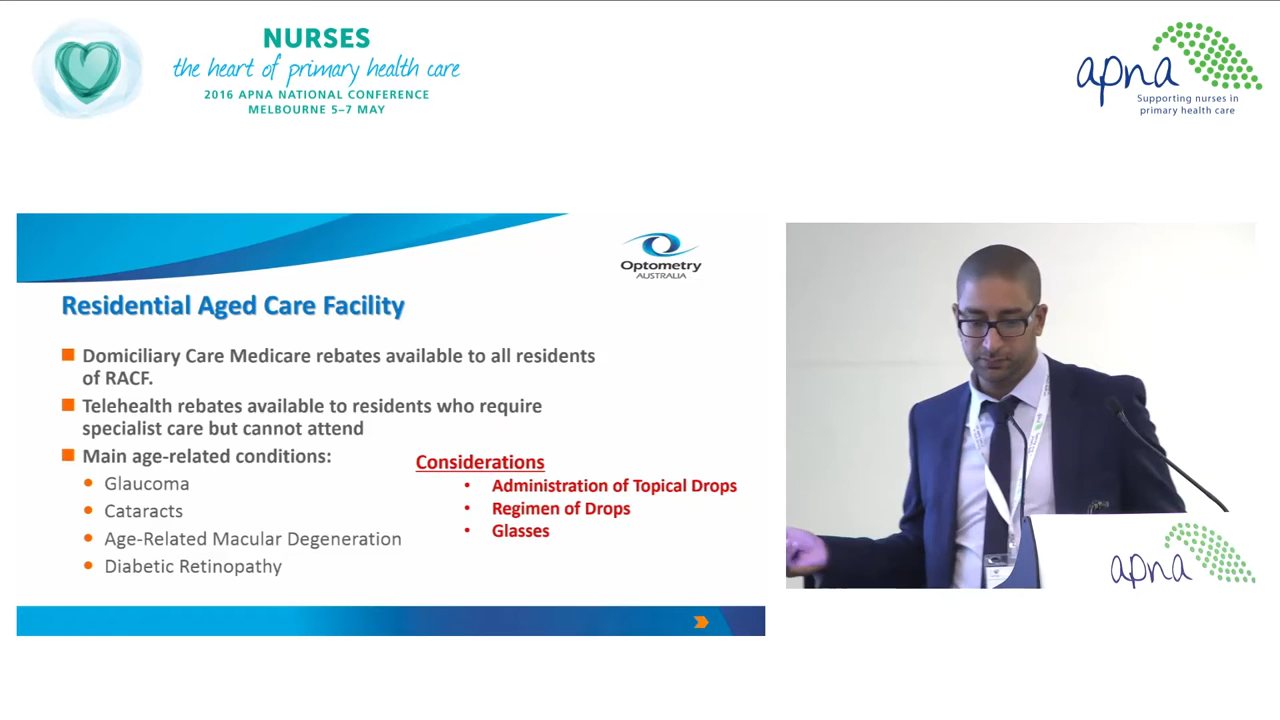 NURSES
the heart of primary health care
2016 APNA NATIONAL CONFERENCE
MELBOURNE 5–7 MAY
apna
Supporting nurses in
primary health care
Optometry
AUSTRALIA
Residential Aged Care Facility
Domiciliary Care Medicare rebates available to all residents
of RACF.
Telehealth rebates available to residents who require
specialist care but cannot attend
Main age-related conditions:
Glaucoma
Cataracts
Age-Related Macular Degeneration
Diabetic Retinopathy
Considerations
Administration of Topical Drops
Regimen of Drops
Glasses
apna